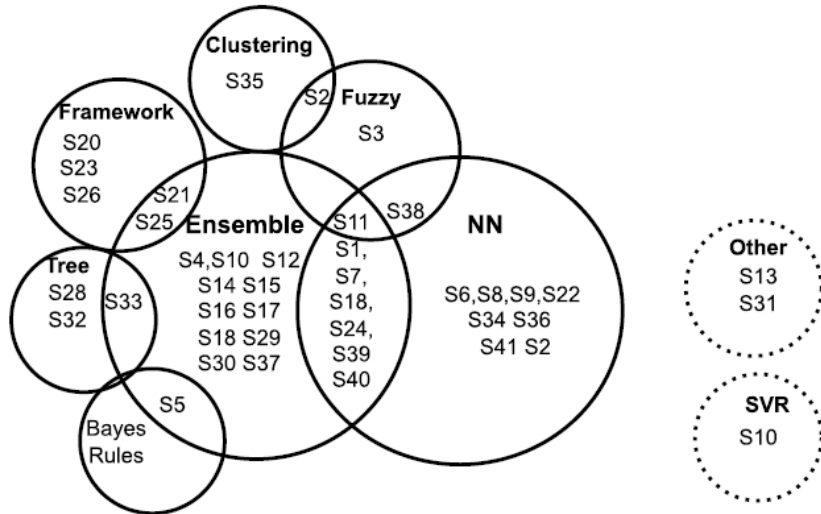 Clustering
S35
S2
Fuzzy
S3
Framework
S20
S23
S26
S21
S25
Ensemble
S4,S10 S12
S14 S15
S16 S17
S18 S29
S30 S37
S11
S38
S1,
S7,
S18,
S24,
S39
S40
NN
S6,S8,S9,S22
S34 S36
S41 S2
Tree
S28
S32
S33
S5
Bayes
Rules
Other
S13
S31
SVR
S10